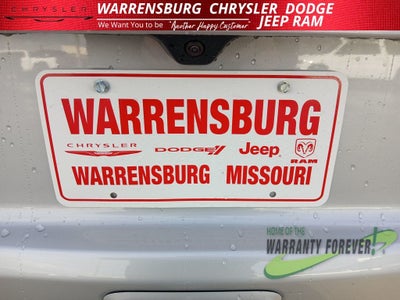 CHRYSLER WARRENSBURG CHRYSLER DODGE
We Want You to be Another Happy Customer JEEP RAM
WARRENSBURG
CHRYSLER DODGE Jeep RAM
WARRENSBURG MISSOURI
HOME OF THE
WARRANTY FOREVER!